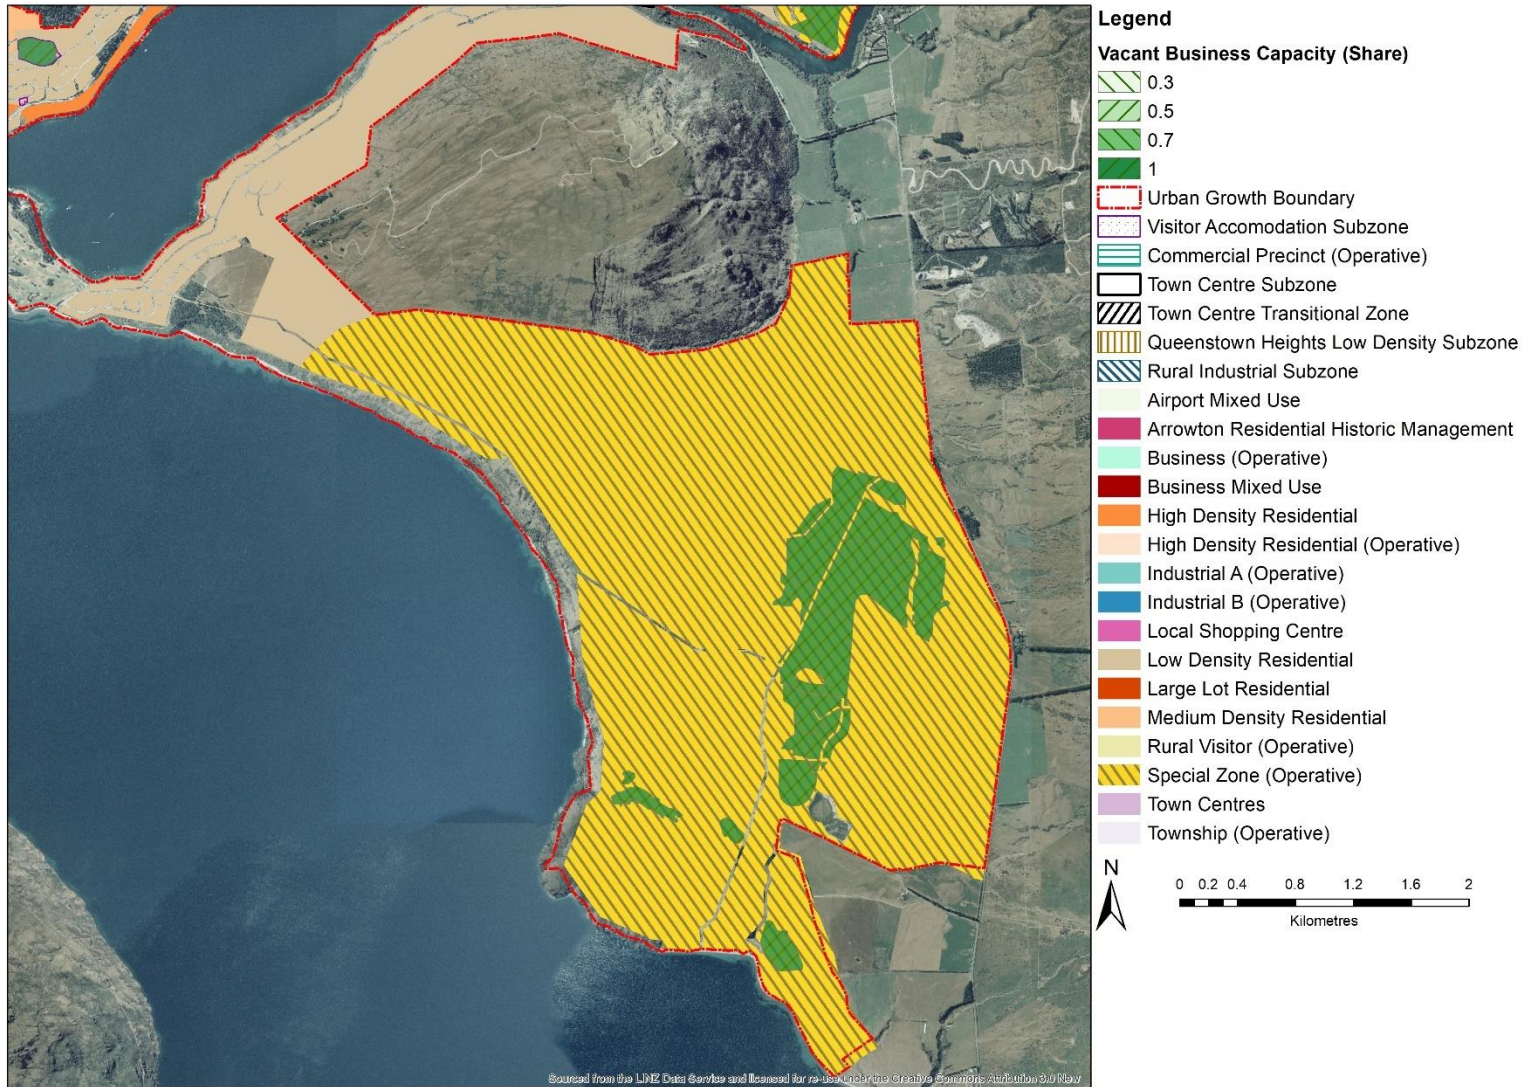 Legend
Vacant Business Capacity (Share)
0.3
0.5
0.7
1
Urban Growth Boundary
Visitor Accomodation Subzone
Commercial Precinct (Operative)
Town Centre Subzone
Town Centre Transitional Zone
Queenstown Heights Low Density Subzone
Rural Industrial Subzone
Airport Mixed Use
Arrowton Residential Historic Management
Business (Operative)
Business Mixed Use
High Density Residential
High Density Residential (Operative)
Industrial A (Operative)
Industrial B (Operative)
Local Shopping Centre
Low Density Residential
Large Lot Residential
Medium Density Residential
Rural Visitor (Operative)
Special Zone (Operative)
Town Centres
Township (Operative)
N
0 0.2 0.4 0.8 1.2 1.6 2
Kilometres
Sourced from the LINZ Data Service and licensed for re-use under the Creative Commons Attribution 3.0 New